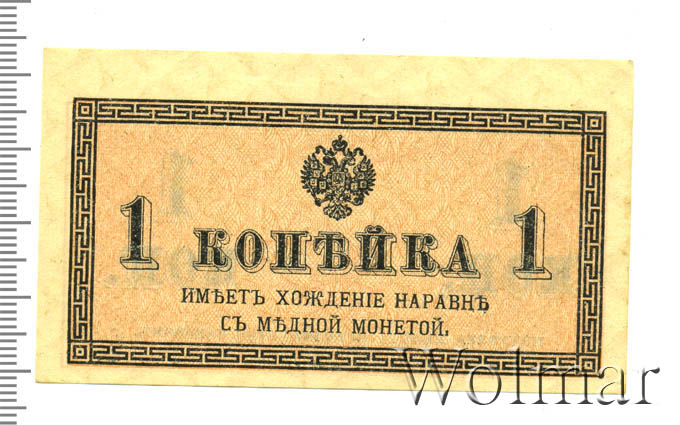 1 КОПѢЙКА 1
ИМѢЕТЪ ХОЖДЕНІЕ НАРАВНѢ
СЪ МѢДНОЙ МОНЕТОЙ.
Wolmar